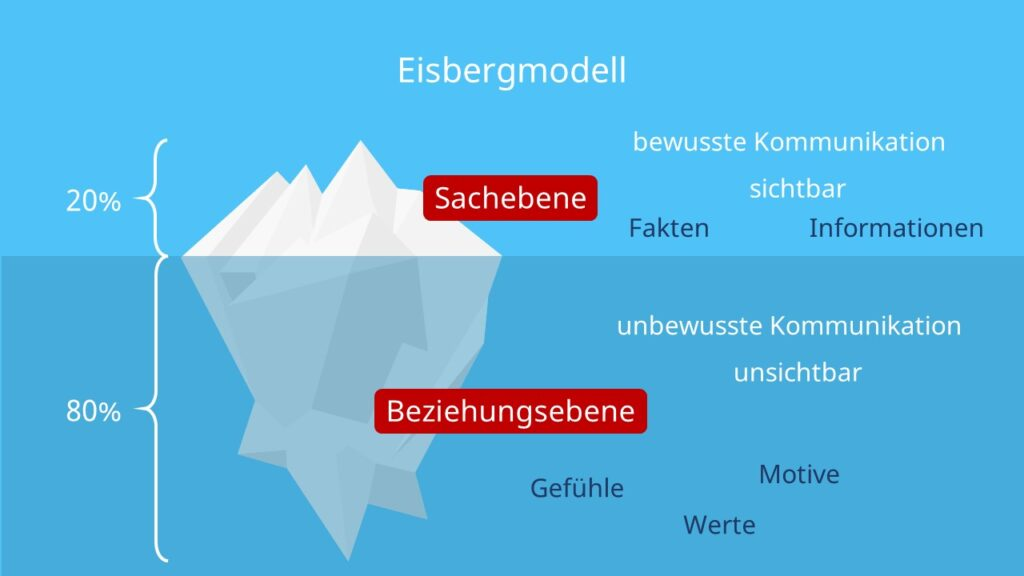 Eisbergmodell
bewusste Kommunikation
sichtbar
20%
Sachebene
Fakten Informationen
unbewusste Kommunikation
unsichtbar
80%
Beziehungsebene
Motive
Gefühle
Werte